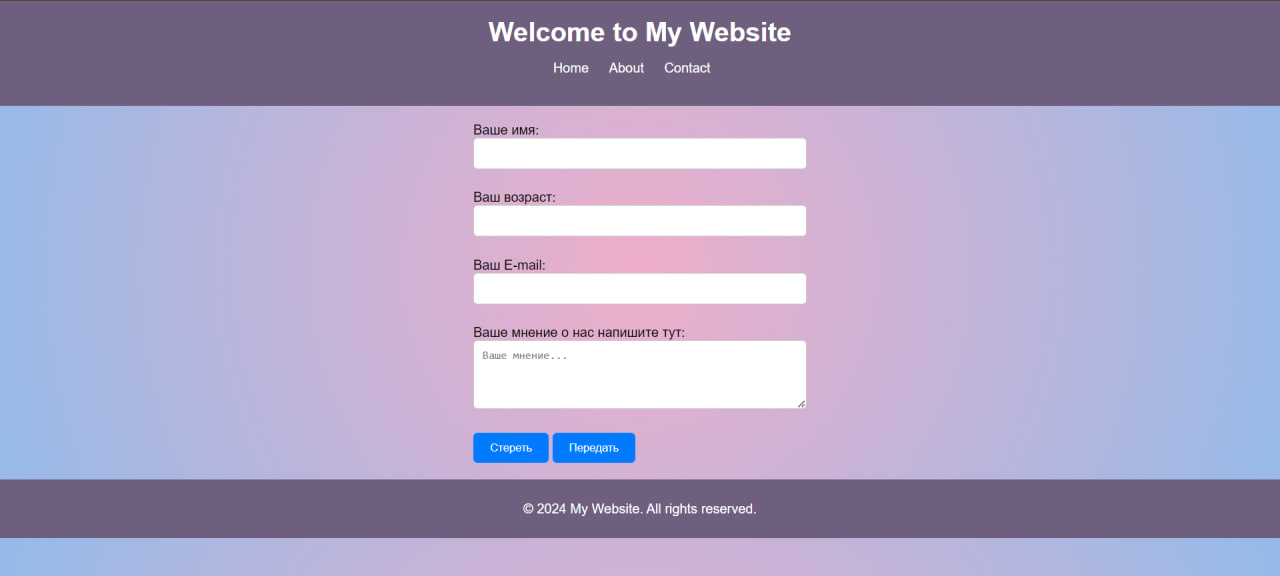 Welcome to My Website
Home About Contact
Ваше имя:
Ваш возраст:
Ваш E-mail:
Ваше мнение о нас напишите тут:
Ваше мнение...
Стереть Передать
© 2024 My Website. All rights reserved.